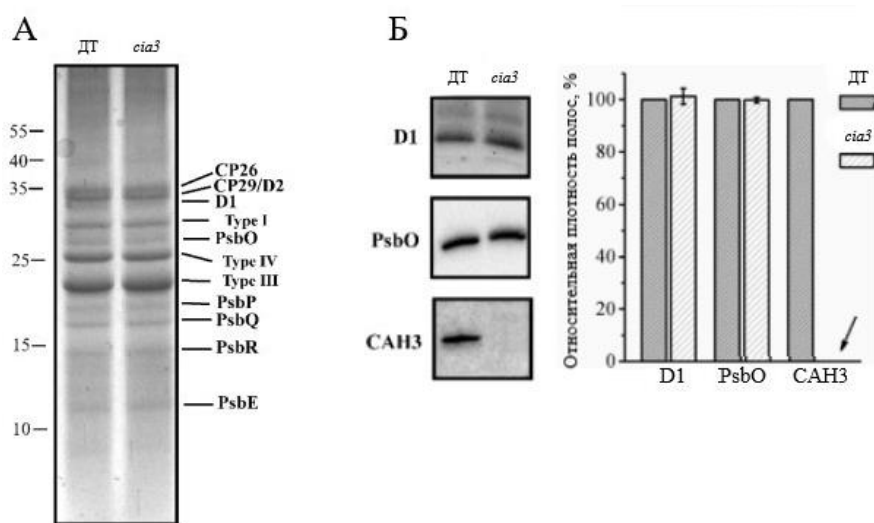 А
ДТ cia3
55
40
35
25
15
10
CP26
CP29/D2
D1
Type I
PsbO
Type IV
Type III
PsbP
PsbQ
PsbR
PsbE
Б
ДТ cia3
D1
PsbO
CAH3
Относительная плотность полос, %
100
80
60
40
20
0
D1 PsbO CAH3
ДТ
cia3